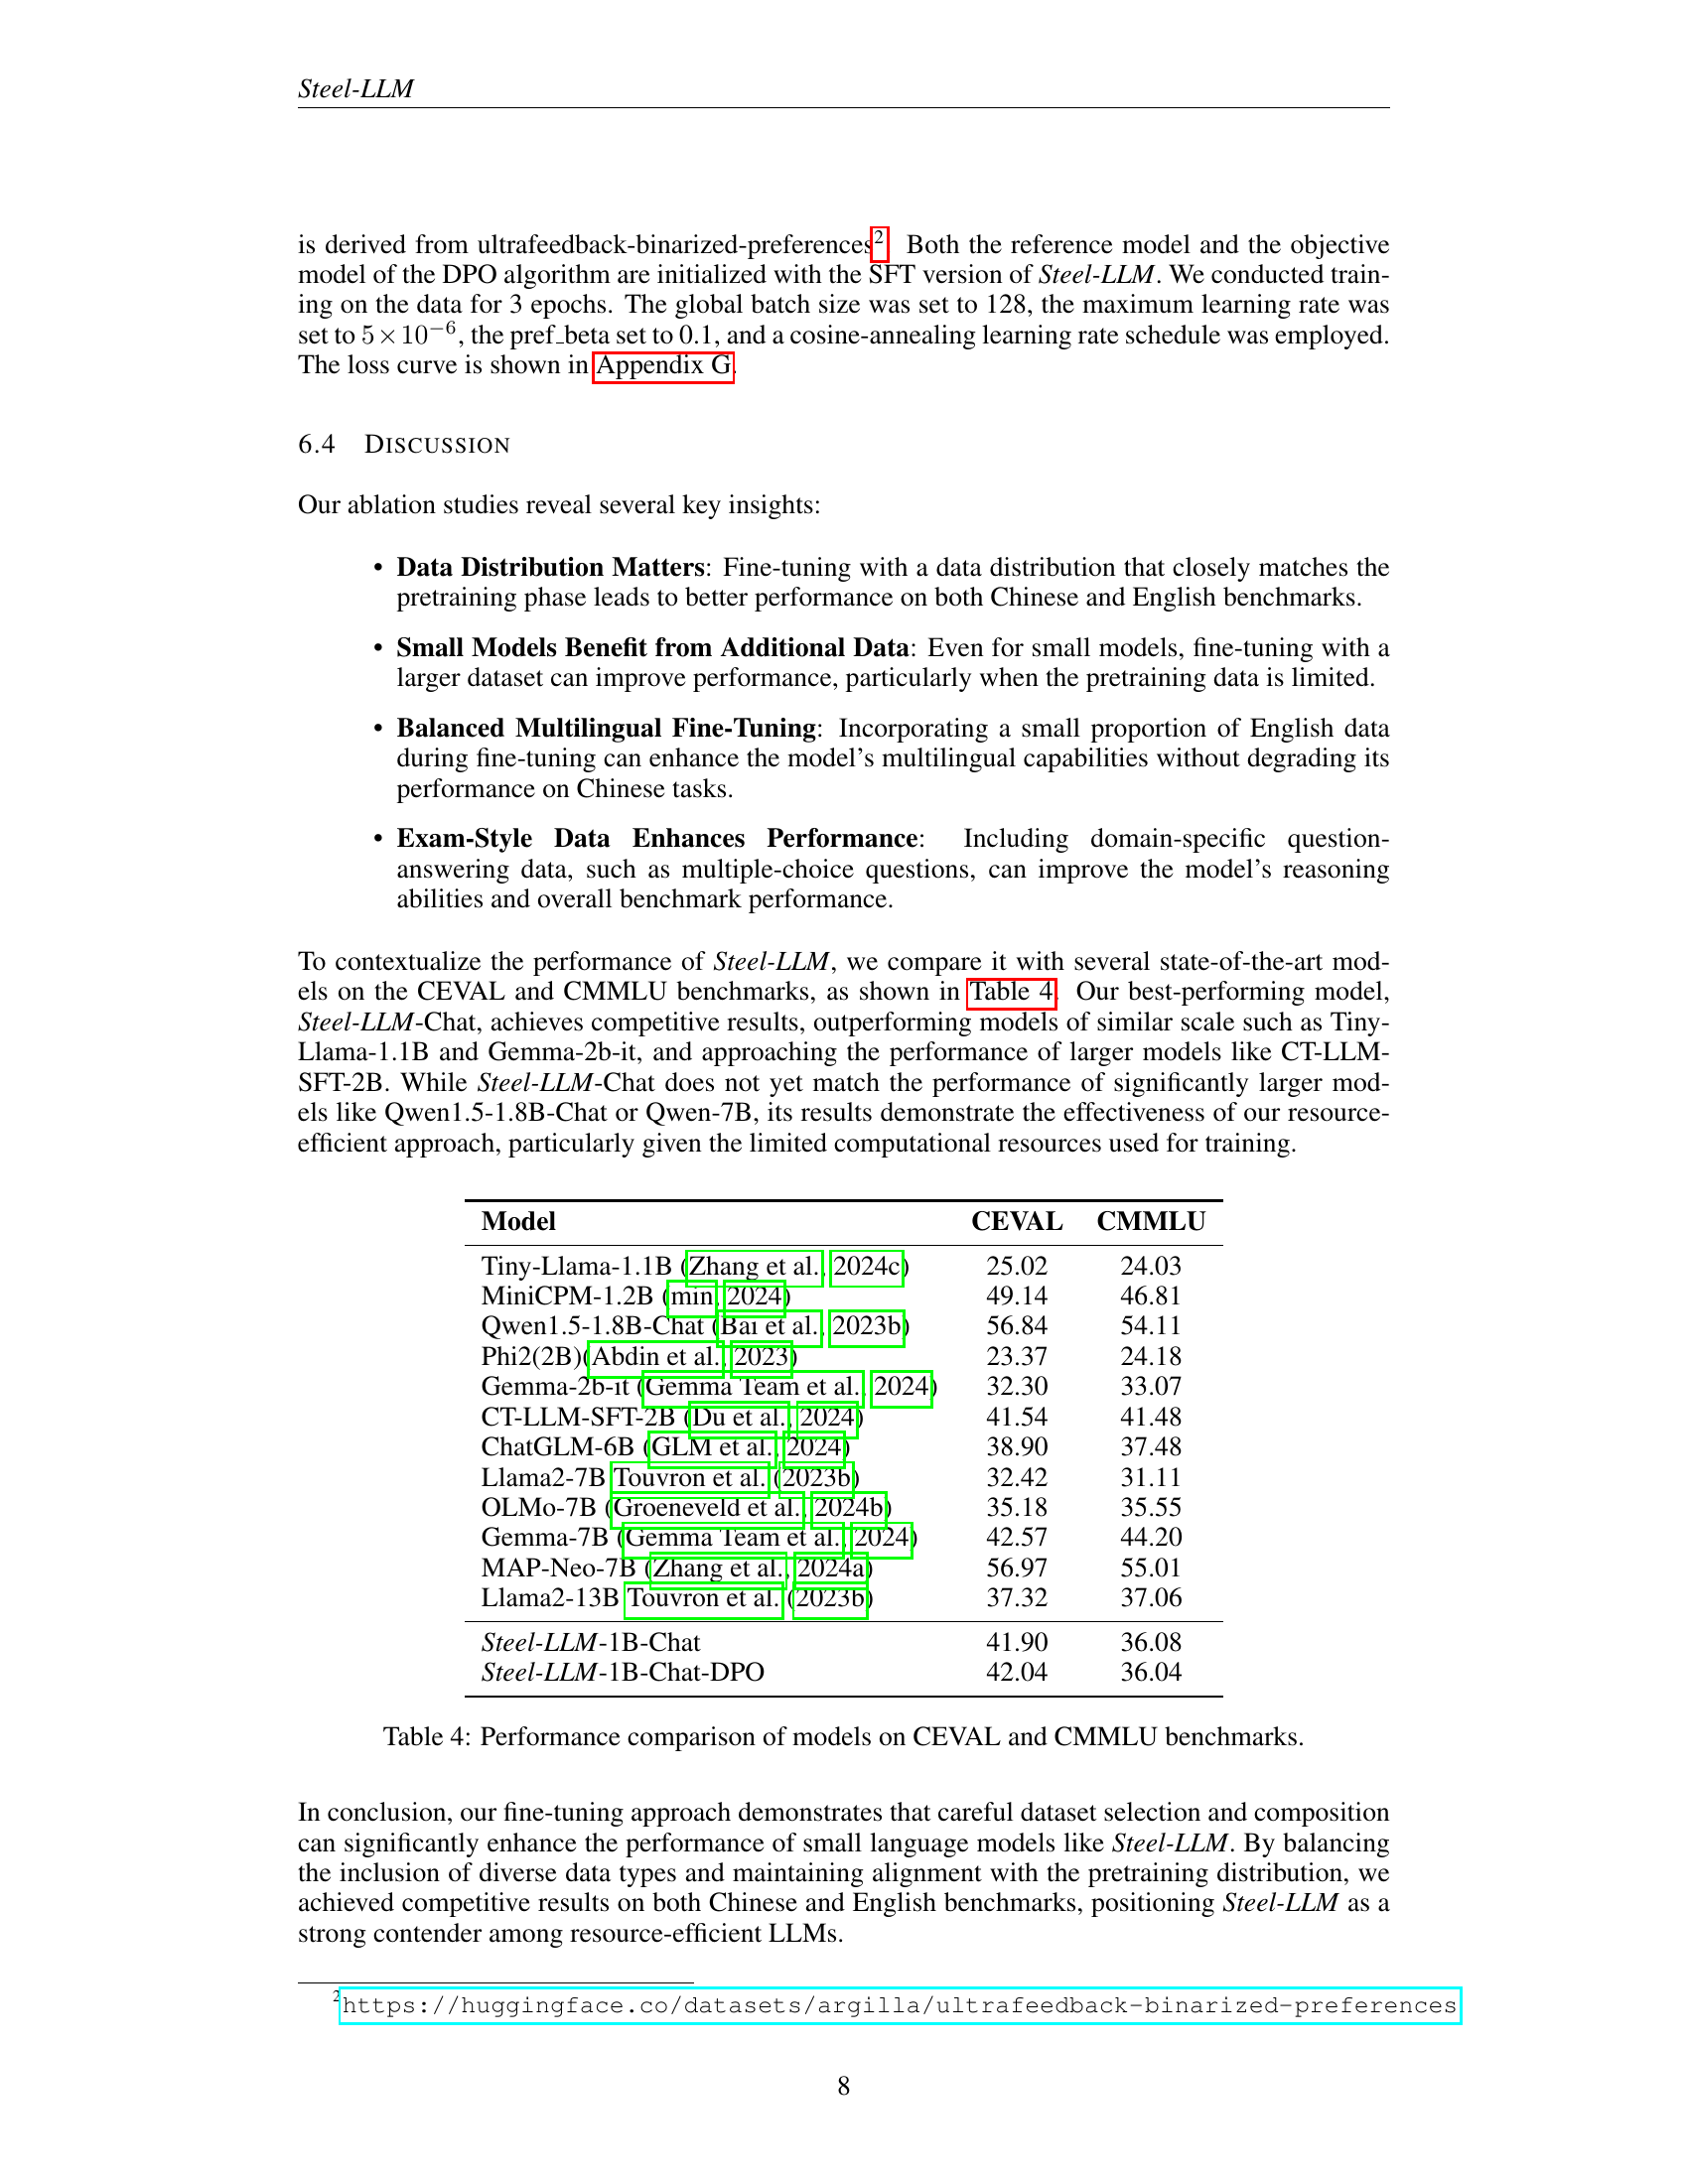 Steel-LLM
is derived from ultrafeedback-binarized-preferences2 Both the reference model and the objective
model of the DPO algorithm are initialized with the SFT version of Steel-LLM. We conducted train-
ing on the data for 3 epochs. The global batch size was set to 128, the maximum learning rate was
set to 5×10−6, the pref_beta set to 0.1, and a cosine-annealing learning rate schedule was employed.
The loss curve is shown in Appendix G.
6.4 DISCUSSION
Our ablation studies reveal several key insights:
• Data Distribution Matters: Fine-tuning with a data distribution that closely matches the
pretraining phase leads to better performance on both Chinese and English benchmarks.
• Small Models Benefit from Additional Data: Even for small models, fine-tuning with a
larger dataset can improve performance, particularly when the pretraining data is limited.
• Balanced Multilingual Fine-Tuning: Incorporating a small proportion of English data
during fine-tuning can enhance the model's multilingual capabilities without degrading its
performance on Chinese tasks.
• Exam-Style Data Enhances Performance: Including domain-specific question-
answering data, such as multiple-choice questions, can improve the model's reasoning
abilities and overall benchmark performance.
To contextualize the performance of Steel-LLM, we compare it with several state-of-the-art mod-
els on the CEVAL and CMMLU benchmarks, as shown in Table 4. Our best-performing model,
Steel-LLM-Chat, achieves competitive results, outperforming models of similar scale such as Tiny-
Llama-1.1B and Gemma-2b-it, and approaching the performance of larger models like CT-LLM-
SFT-2B. While Steel-LLM-Chat does not yet match the performance of significantly larger mod-
els like Qwen1.5-1.8B-Chat or Qwen-7B, its results demonstrate the effectiveness of our resource-
efficient approach, particularly given the limited computational resources used for training.
Model CEVAL CMMLU
Tiny-Llama-1.1B (Zhang et al., 2024c) 25.02 24.03
MiniCPM-1.2B (min, 2024) 49.14 46.81
Qwen1.5-1.8B-Chat (Bai et al., 2023b) 56.84 54.11
Phi2(2B)(Abdin et al., 2023) 23.37 24.18
Gemma-2b-it (Gemma Team et al., 2024) 32.30 33.07
CT-LLM-SFT-2B (Du et al., 2024) 41.54 41.48
ChatGLM-6B (GLM et al., 2024) 38.90 37.48
Llama2-7B Touvron et al. (2023b) 32.42 31.11
OLMo-7B (Groeneveld et al., 2024b) 35.18 35.55
Gemma-7B (Gemma Team et al., 2024) 42.57 44.20
MAP-Neo-7B (Zhang et al., 2024a) 56.97 55.01
Llama2-13B Touvron et al. (2023b) 37.32 37.06
Steel-LLM-1B-Chat 41.90 36.08
Steel-LLM-1B-Chat-DPO 42.04 36.04
Table 4: Performance comparison of models on CEVAL and CMMLU benchmarks.
In conclusion, our fine-tuning approach demonstrates that careful dataset selection and composition
can significantly enhance the performance of small language models like Steel-LLM. By balancing
the inclusion of diverse data types and maintaining alignment with the pretraining distribution, we
achieved competitive results on both Chinese and English benchmarks, positioning Steel-LLM as a
strong contender among resource-efficient LLMs.
2https://huggingface.co/datasets/argilla/ultrafeedback-binarized-preferences
8